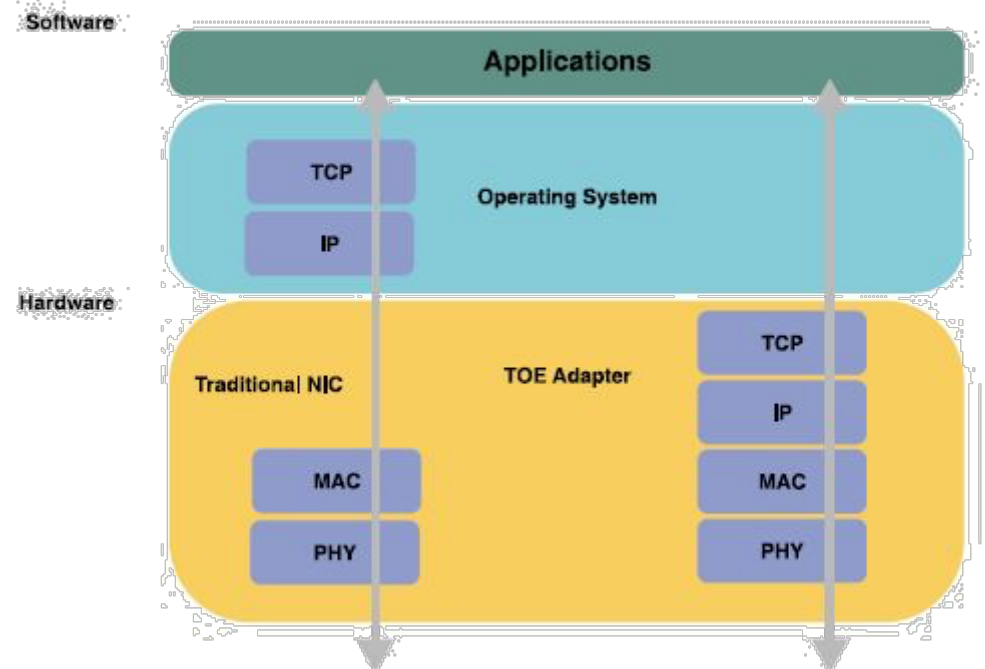 Software
Applications
TCP
Operating System
IP
Hardware
TCP
Traditional NIC
TOE Adapter
IP
MAC
MAC
PHY
PHY